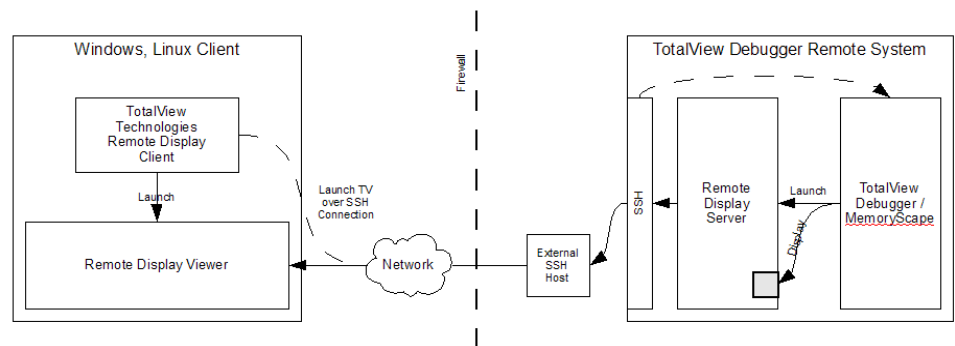 Windows, Linux Client
TotalView
Technologies
Remote Display
Client
Launch
Remote Display Viewer
Launch TV
over SSH
Connection
Network
Firewall
External
SSH
Host
TotalView Debugger Remote System
SSH
Remote
Display
Server
Launch
Display
TotalView
Debugger /
MemoryScape